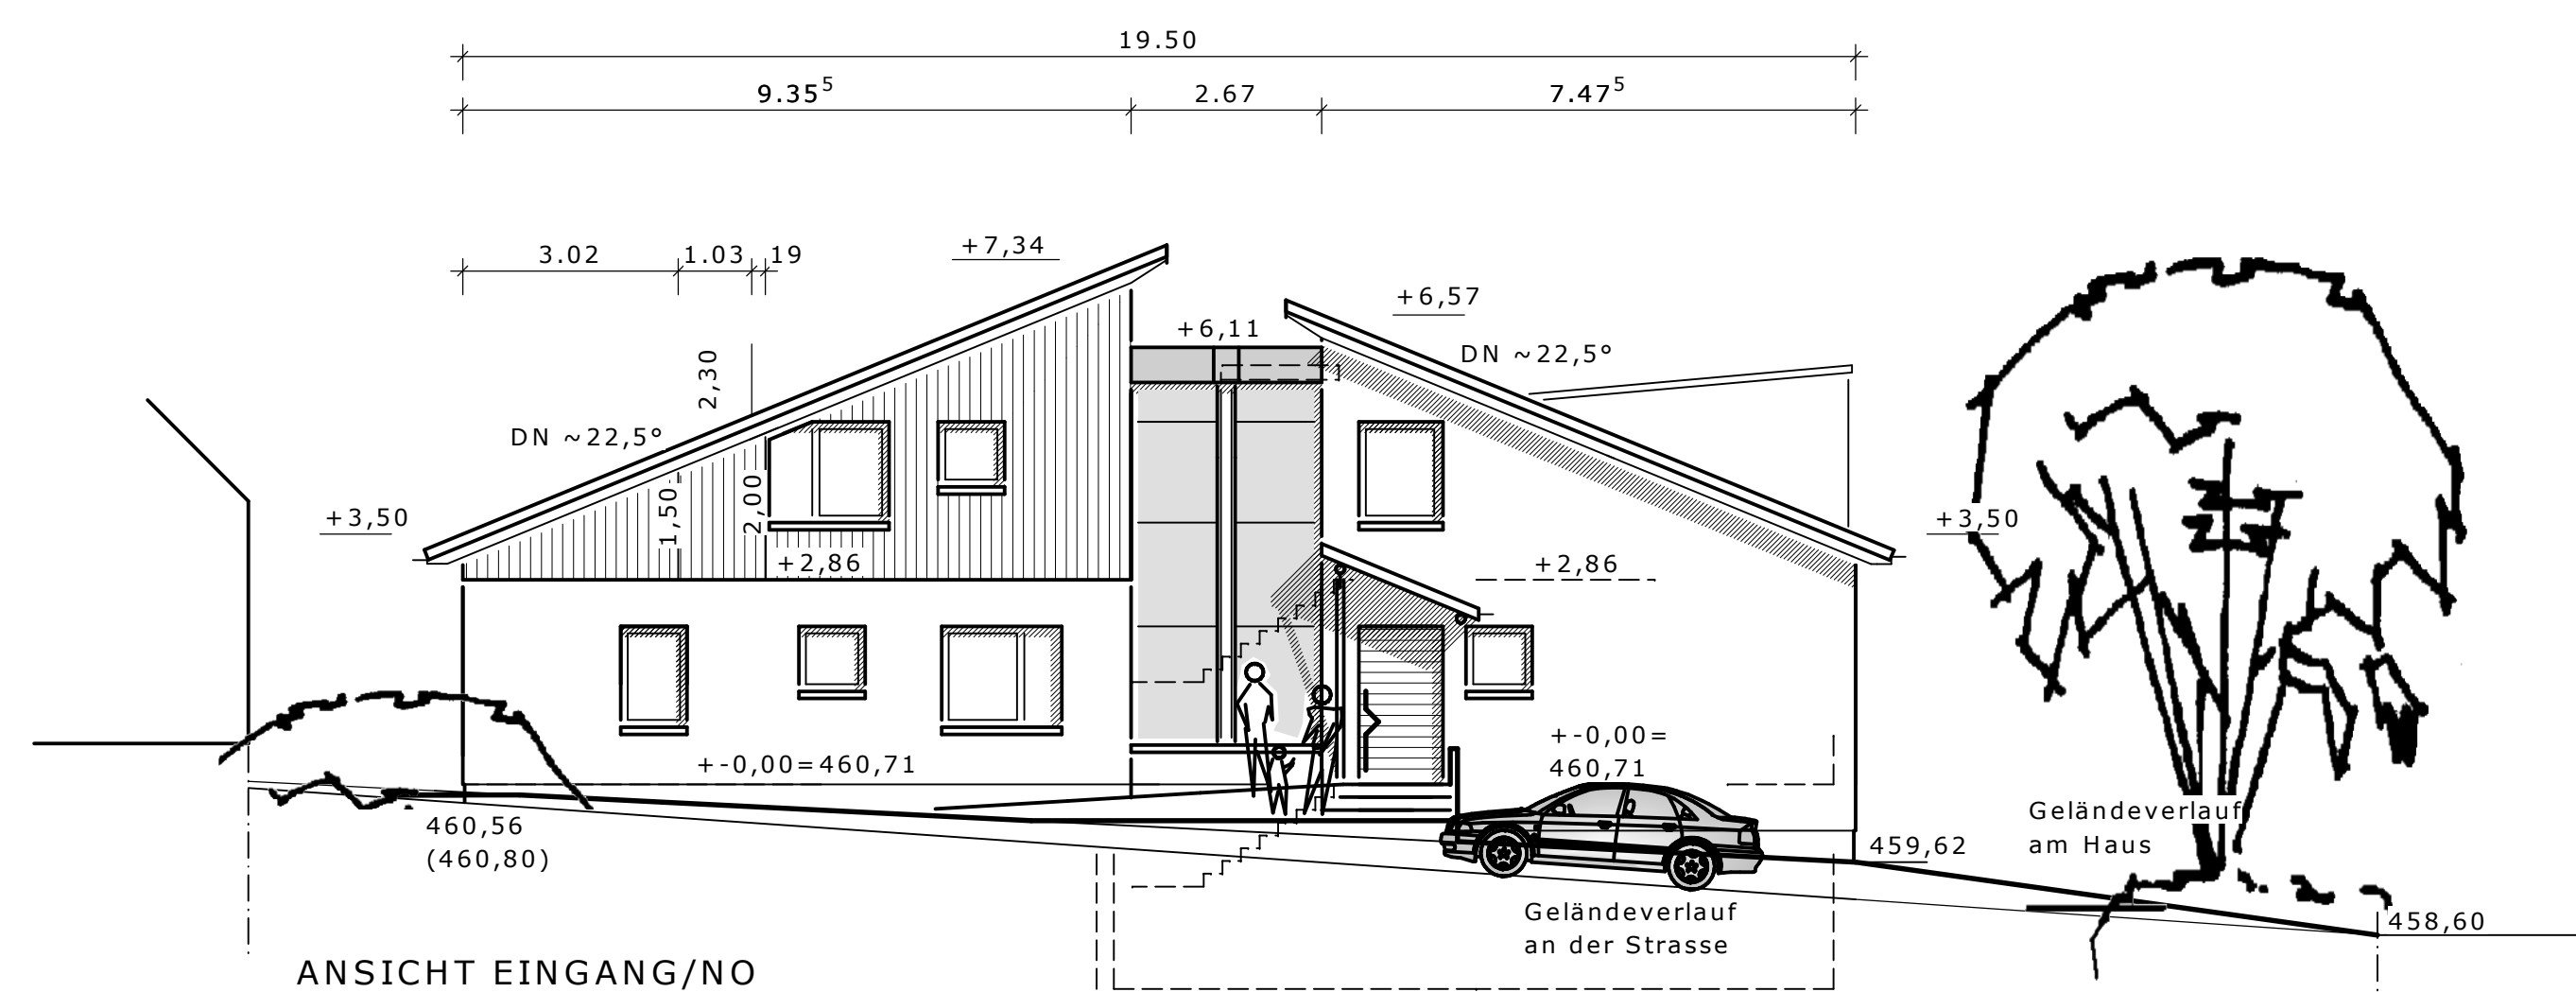 19.50
9.35⁵ 2.67 7.47⁵
3.02 1.03 19
+7,34
+6,57
+6,11
DN ~22,5°
2,30
DN ~22,5°
1,50
2,00
+3,50
+3,50
+2,86
+2,86
+-0,00=460,71
+-0,00=
460,71
460,56
(460,80)
Geländeverlauf
am Haus
459,62
Geländeverlauf
an der Strasse
458,60
ANSICHT EINGANG/NO